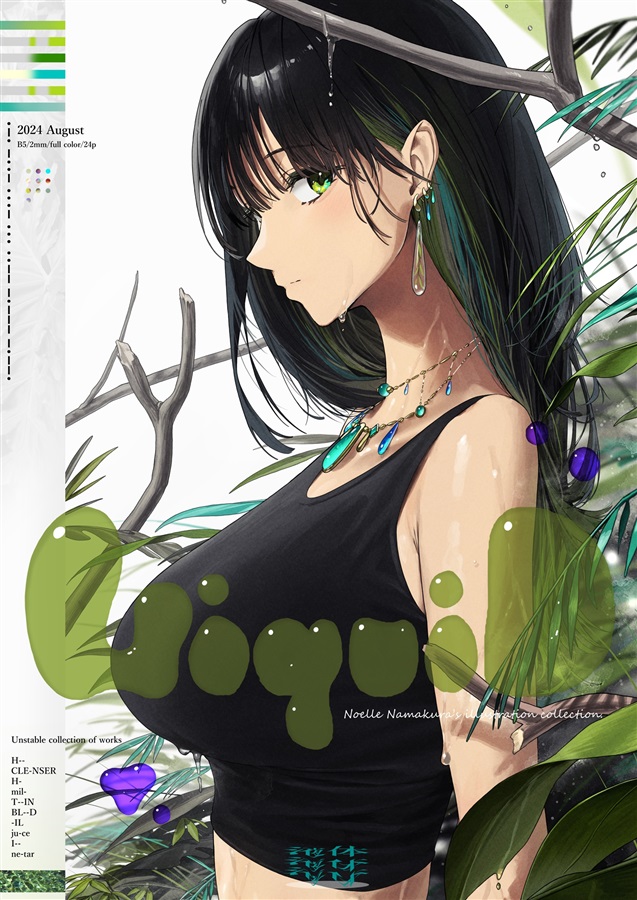 2024 August
B5/2mm/full color/24p
Liquid
Noelle Namakura's illustration collection.
Unstable collection of works
H--
CLE-NSER
H-
mil-
T--IN
BL--D
-IL
ju-ce
I--
ne-tar